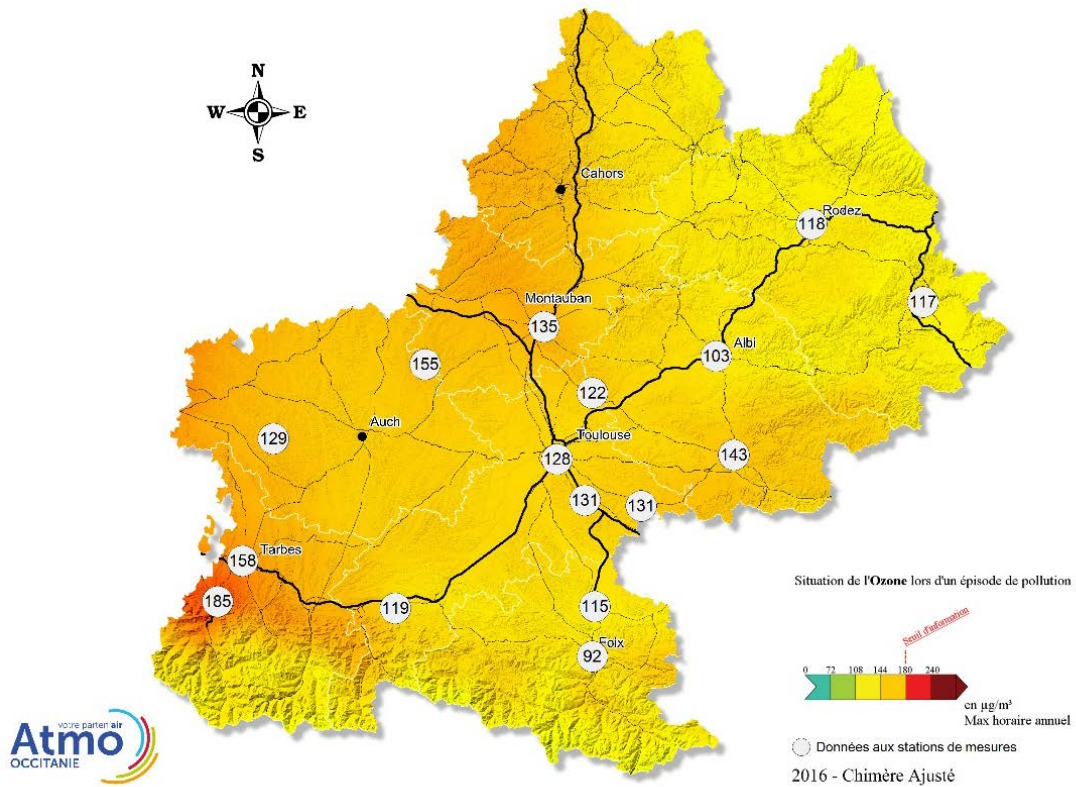 N
W E
S
Cahors
Rodez
118
117
Montauban
135
Albi
103
155
122
Auch
129
Toulouse
128
143
131
131
Tarbes
158
185
119
115
Foix
92
Situation de l'Ozone lors d'un épisode de pollution
Seuil d'information
0 72 108 144 180 240
en µg/m³
Max horaire annuel
Données aux stations de mesures
2016 - Chimère Ajusté
votre parten air
Atmo
OCCITANIE